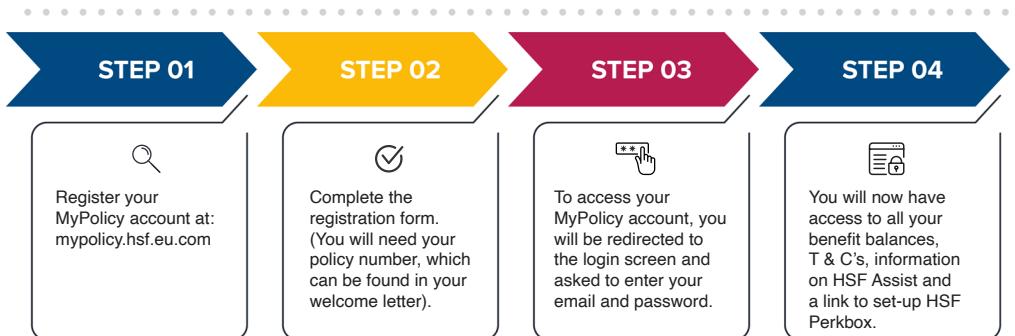 STEP 01
Register your
MyPolicy account at:
mypolicy.hsf.eu.com
STEP 02
Complete the
registration form.
(You will need your
policy number, which
can be found in your
welcome letter).
STEP 03
**
To access your
MyPolicy account, you
will be redirected to
the login screen and
asked to enter your
email and password.
STEP 04
You will now have
access to all your
benefit balances,
T & C’s, information
on HSF Assist and
a link to set-up HSF
Perkbox.